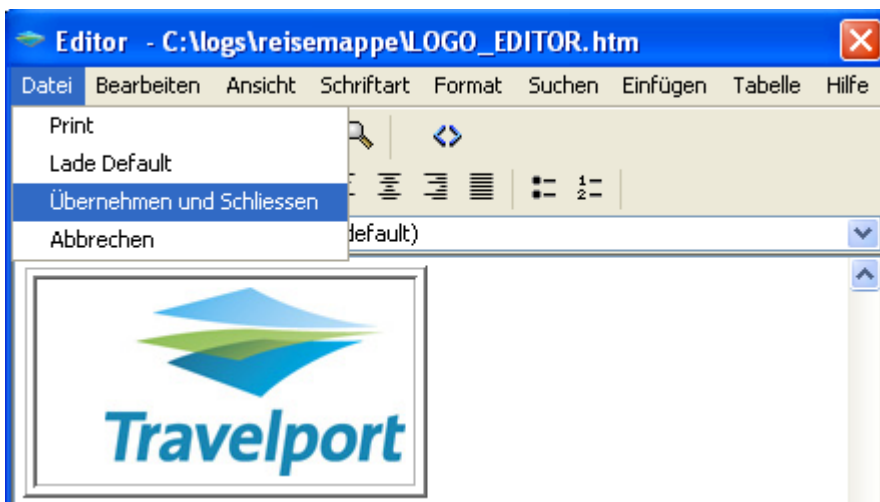 Editor - C:\logs\reisemappe\LOGO_EDITOR.htm
Datei Bearbeiten Ansicht Schriftart Format Suchen Einfügen Tabelle Hilfe
Print
Lade Default
Übernehmen und Schliessen
Abbrechen
default)
Travelport